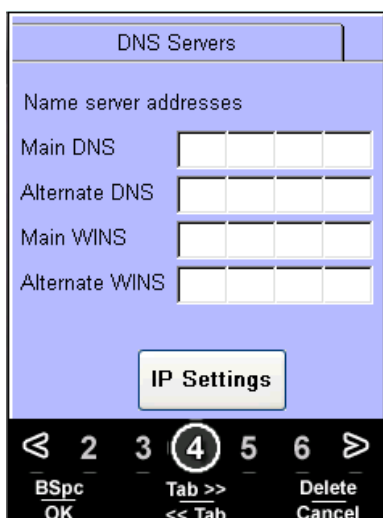 DNS Servers
Name server addresses
Main DNS
Alternate DNS
Main WINS
Alternate WINS
IP Settings
< 2 3 4 5 6 >
BSpc Tab >> Delete
OK << Tab Cancel